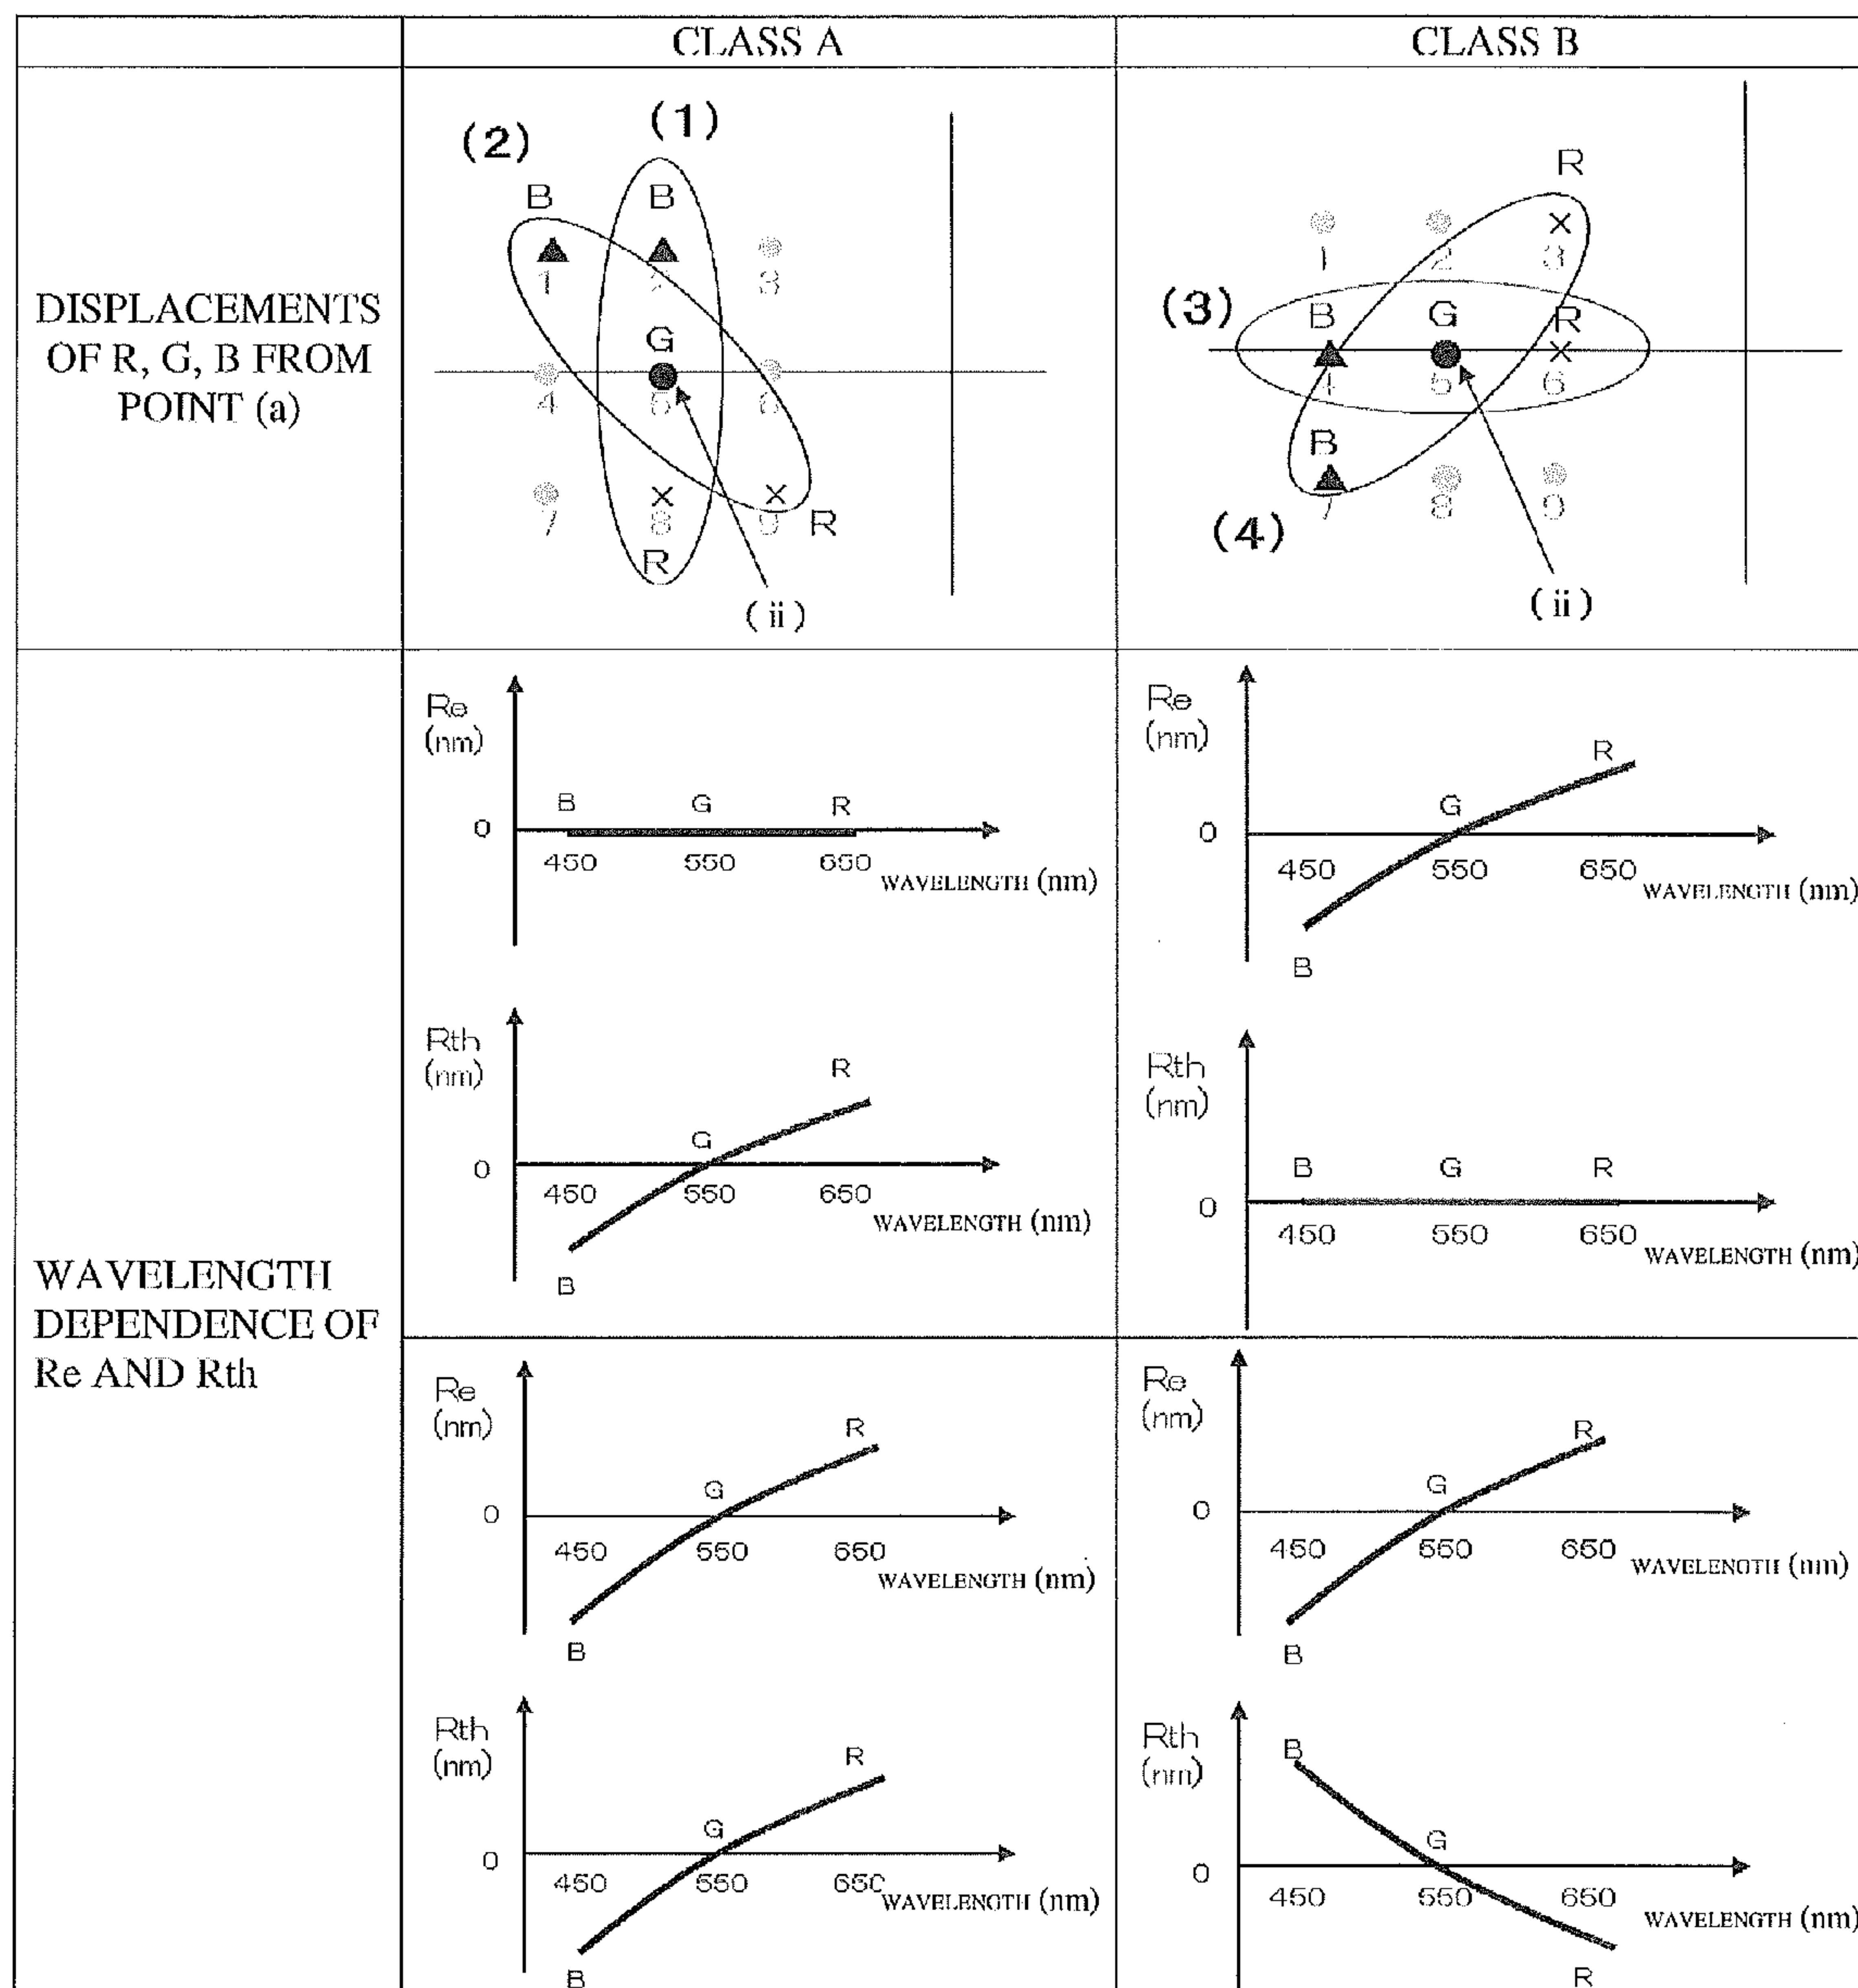 CLASS A
CLASS B
DISPLACEMENTS
OF R, G, B FROM
POINT (a)
(2)
(1)
B
B
1
2
3
G
4
5
6
7
8
9
R
R
(ii)
R
1
2
3
(3)
B
G
R
4
5
6
B
7
8
9
(4)
(ii)
WAVELENGTH
DEPENDENCE OF
Re AND Rth
Re
(nm)
B G R
0
450 550 650
WAVELENGTH (nm)
Rth
(nm)
R
G
0
450 550 650
WAVELENGTH (nm)
B
Re
(nm)
R
G
0
450 550 650
WAVELENGTH (nm)
B
Rth
(nm)
B G R
0
450 550 650
WAVELENGTH (nm)
Re
(nm)
R
G
0
450 550 650
WAVELENGTH (nm)
B
Rth
(nm)
R
G
0
450 550 650
WAVELENGTH (nm)
B
Re
(nm)
R
G
0
450 550 650
WAVELENGTH (nm)
B
Rth
(nm)
B
G
0
450 550 650
WAVELENGTH (nm)
R